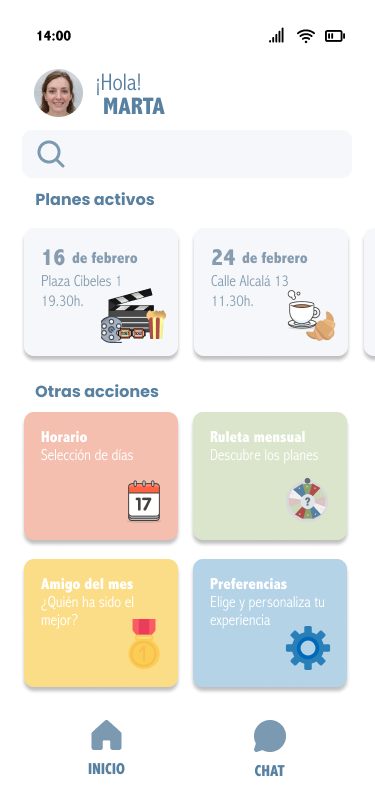 14:00
¡Hola!
MARTA
Planes activos
16 de febrero
Plaza Cibeles 1
19.30h.
24 de febrero
Calle Alcalá 13
11.30h.
Otras acciones
Horario
Selección de días
17
Ruleta mensual
Descubre los planes
?
Amigo del mes
¿Quién ha sido el
mejor?
1
Preferencias
Elige y personaliza tu
experiencia
INICIO
CHAT